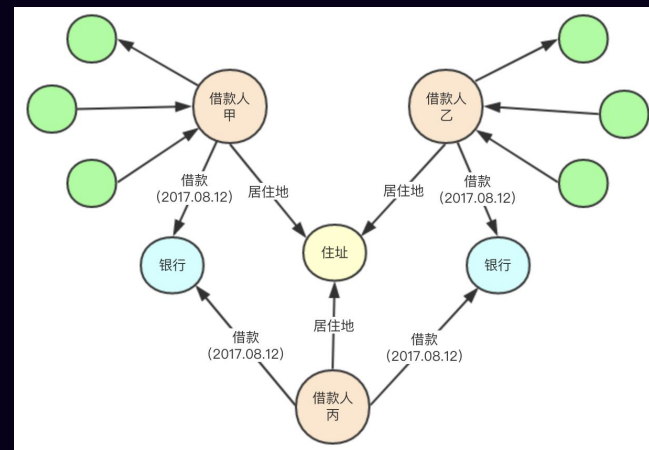 借款人
甲
借款人
乙
借款
(2017.08.12)
居住地
居住地
借款
(2017.08.12)
银行
住址
银行
居住地
借款
(2017.08.12)
借款
(2017.08.12)
借款人
丙